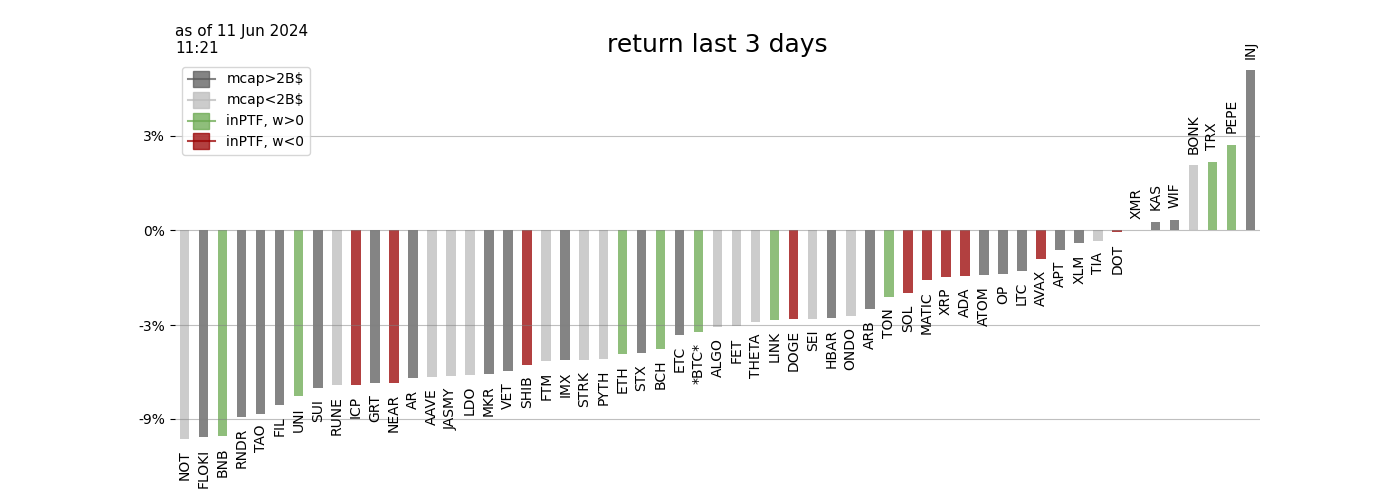 as of 11 Jun 2024
11:21
return last 3 days
mcap>2B$
mcap<2B$
inPTF, w>0
inPTF, w<0
3%
0%
-3%
-9%
NOT
FLOKI
BNB
RNDR
TAO
FIL
UNI
SUI
RUNE
ICP
GRT
NEAR
AR
AAVE
JASMY
LDO
MKR
VET
SHIB
FTM
IMX
STRK
PYTH
ETH
STX
BCH
ETC
*BTC*
ALGO
FET
THETA
LINK
DOGE
SEI
HBAR
ONDO
ARB
TON
SOL
MATIC
XRP
ADA
ATOM
OP
LTC
AVAX
APT
XLM
TIA
DOT
XMR
KAS
WIF
BONK
TRX
PEPE
INJ